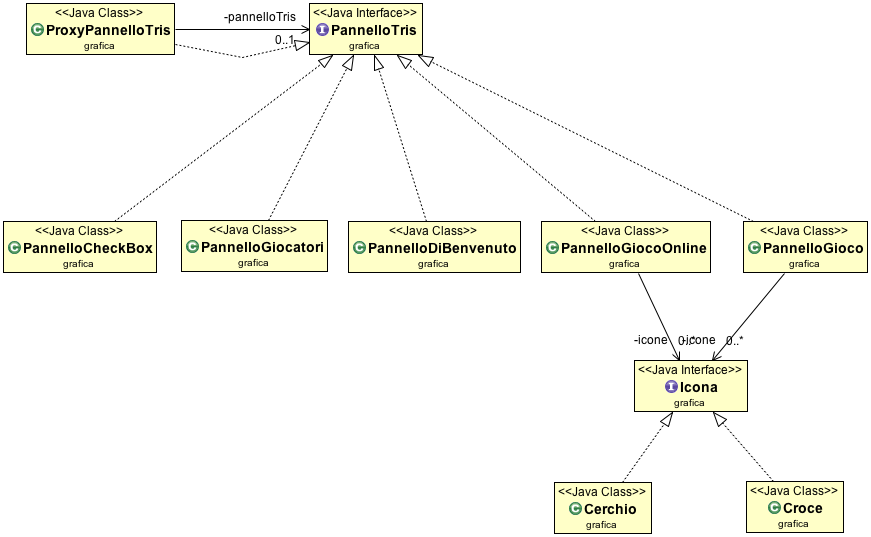 <<Java Class>>
ProxyPannelloTris
grafica
-pannelloTris
0..1
<<Java Interface>>
PannelloTris
grafica
<<Java Class>>
PannelloCheckBox
grafica
<<Java Class>>
PannelloGiocatori
grafica
<<Java Class>>
PannelloDiBenvenuto
grafica
<<Java Class>>
PannelloGiocoOnline
grafica
<<Java Class>>
PannelloGioco
grafica
-icone 0..*
-icone 0..*
<<Java Interface>>
Icona
grafica
<<Java Class>>
Cerchio
grafica
<<Java Class>>
Croce
grafica